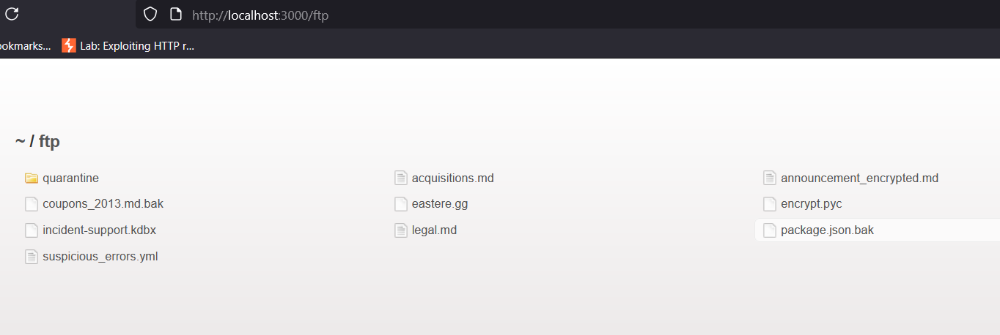 http://localhost:3000/ftp
ookmarks... Lab: Exploiting HTTP r...
~ / ftp
quarantine acquisitions.md announcement_encrypted.md
coupons_2013.md.bak eastere.gg encrypt.pyc
incident-support.kdbx legal.md package.json.bak
suspicious_errors.yml